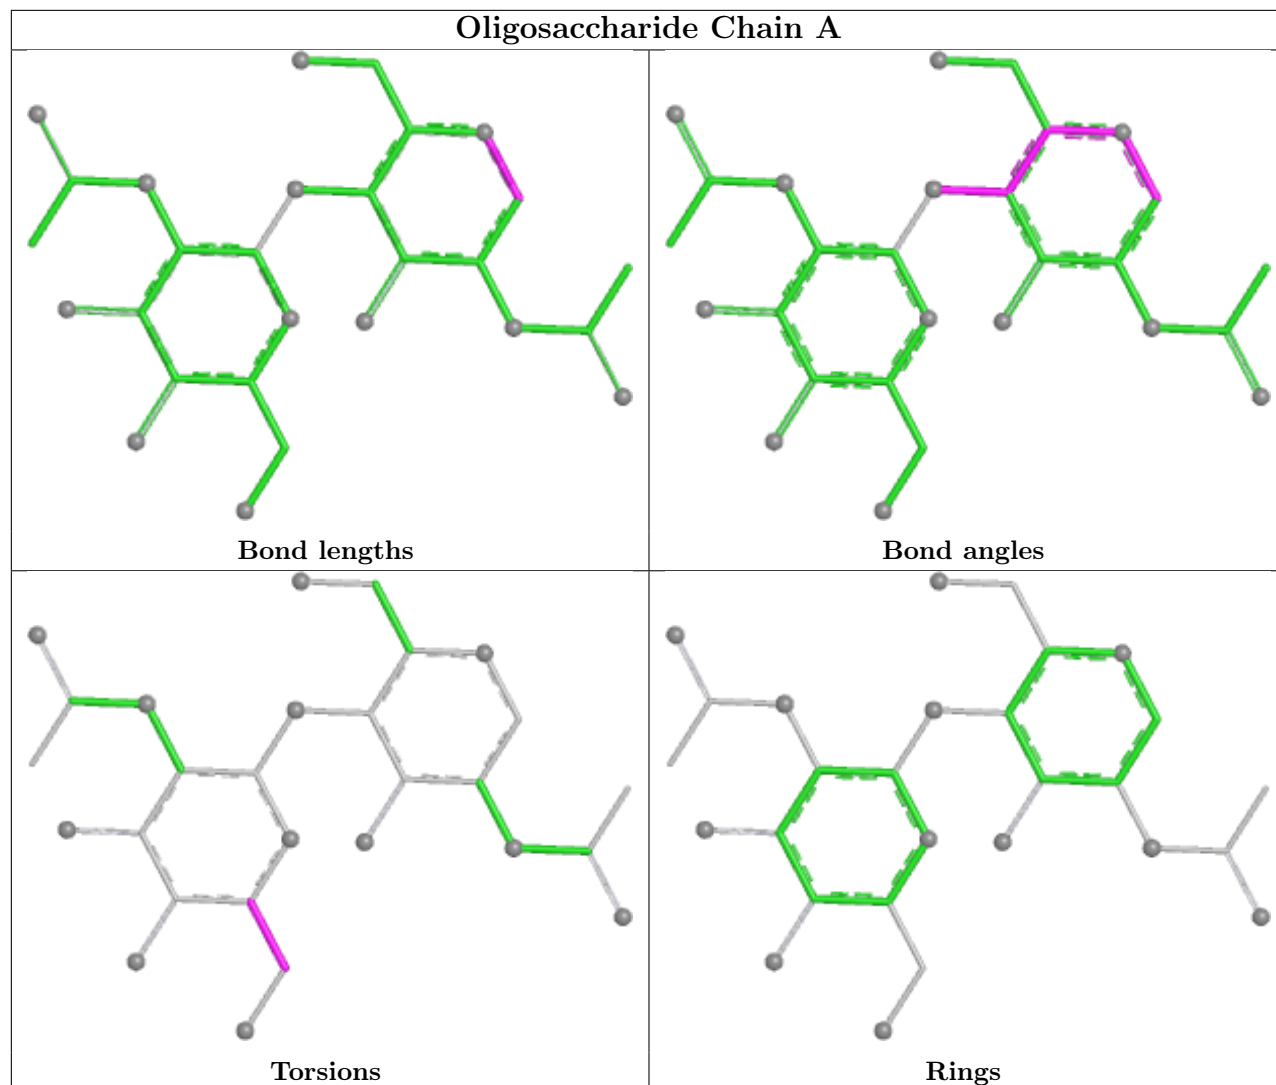 Oligosaccharide Chain A
Bond lengths
Bond angles
Torsions
Rings